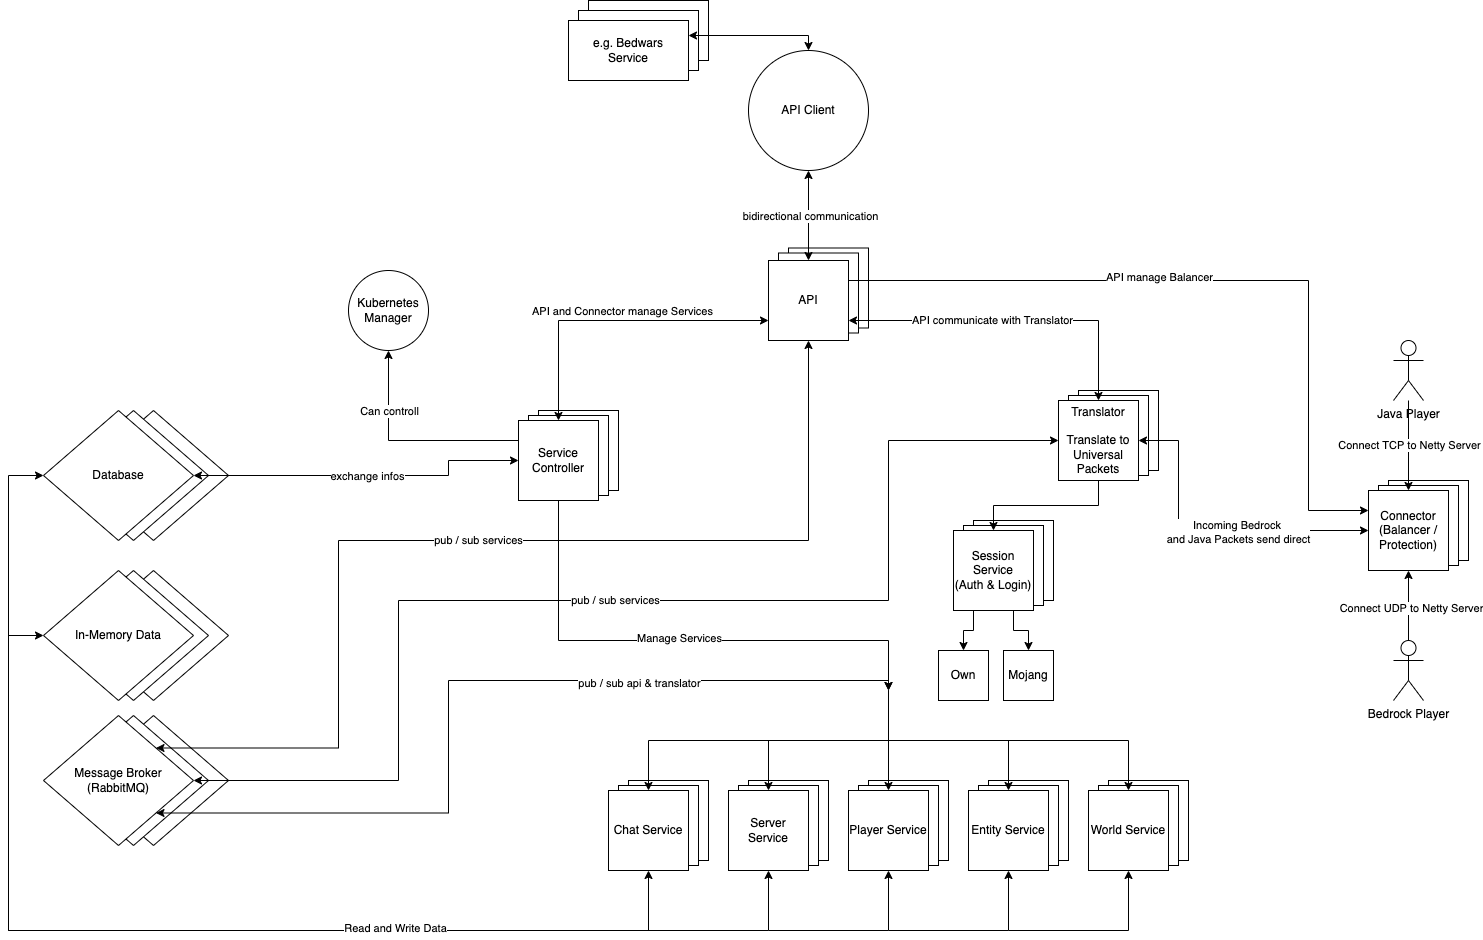 e.g. Bedwars
Service
API Client
bidirectional communication
API manage Balancer
Kubernetes
Manager
API
API and Connector manage Services
API communicate with Translator
Can controll
Java Player
Translator
Translate to
Universal
Packets
Connect TCP to Netty Server
Service
Controller
Database
exchange infos
Connector
(Balancer /
Protection)
Incoming Bedrock
and Java Packets send direct
pub / sub services
Session
Service
(Auth & Login)
pub / sub services
Connect UDP to Netty Server
In-Memory Data
Manage Services
Own
Mojang
pub / sub api & translator
Bedrock Player
Message Broker
(RabbitMQ)
Chat Service
Server
Service
Player Service
Entity Service
World Service
Read and Write Data